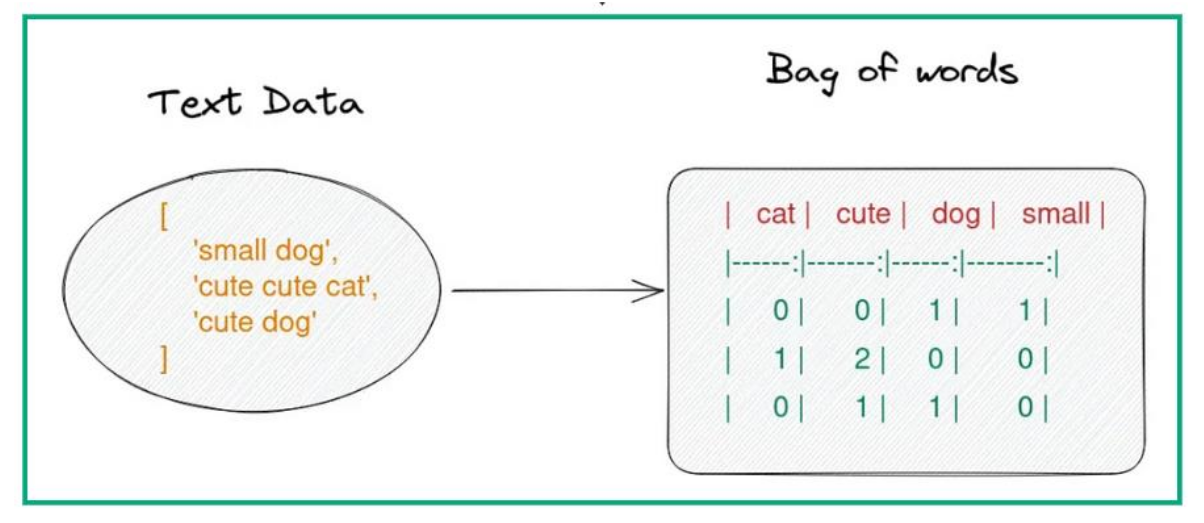 Text Data
[
'small dog',
'cute cute cat',
'cute dog'
]
Bag of words
| cat | cute | dog | small |
|------:|-------:|------:|--------:|
| 0 | 0 | 1 | 1 |
| 1 | 2 | 0 | 0 |
| 0 | 1 | 1 | 0 |